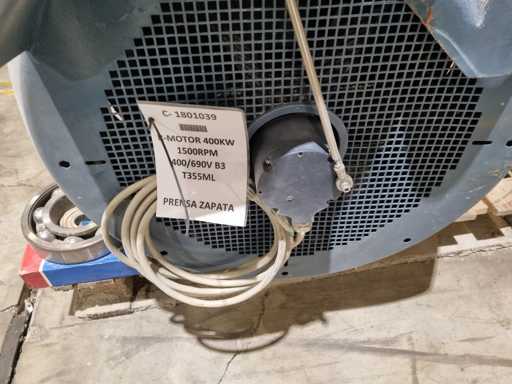 C- 1801039
-MOTOR 400KW
1500RPM
400/690V B3
T355ML
PRENSA ZAPATA